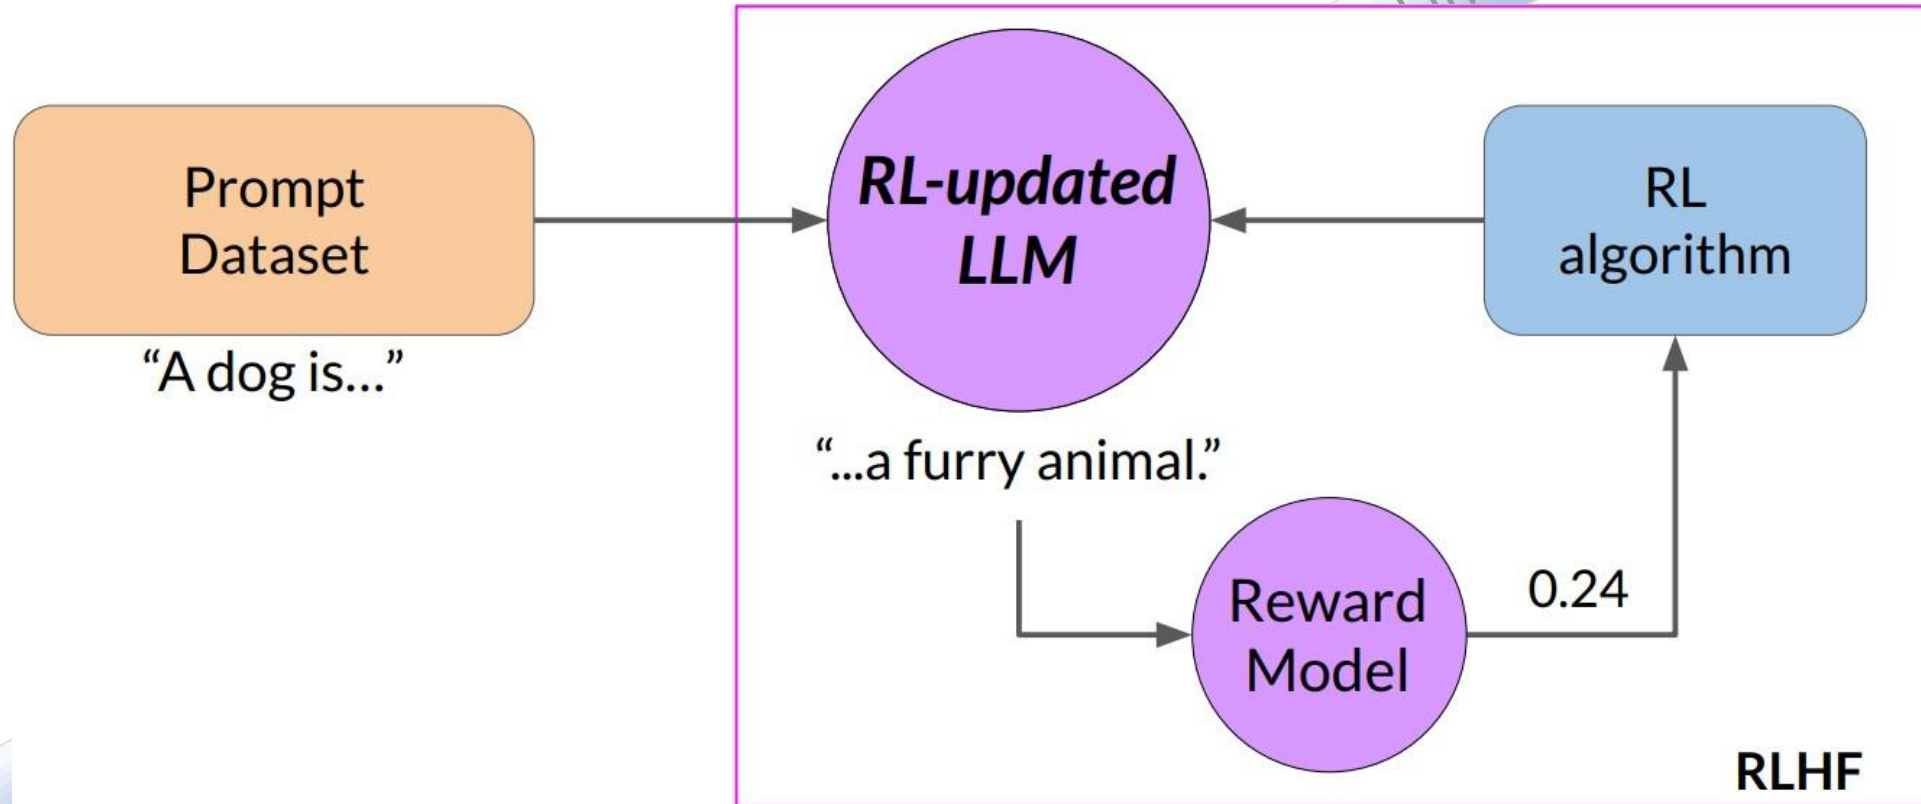 Prompt
Dataset
“A dog is...”
RL-updated
LLM
“...a furry animal.”
RL
algorithm
Reward
Model
0.24
RLHF